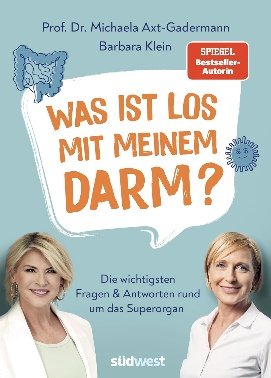 Prof. Dr. Michaela Axt-Gadermann
Barbara Klein
SPIEGEL
Bestseller-
Autorin
WAS IST LOS
MIT MEINEM
DARM?
Die wichtigsten
Fragen & Antworten rund
um das Superorgan
südwest